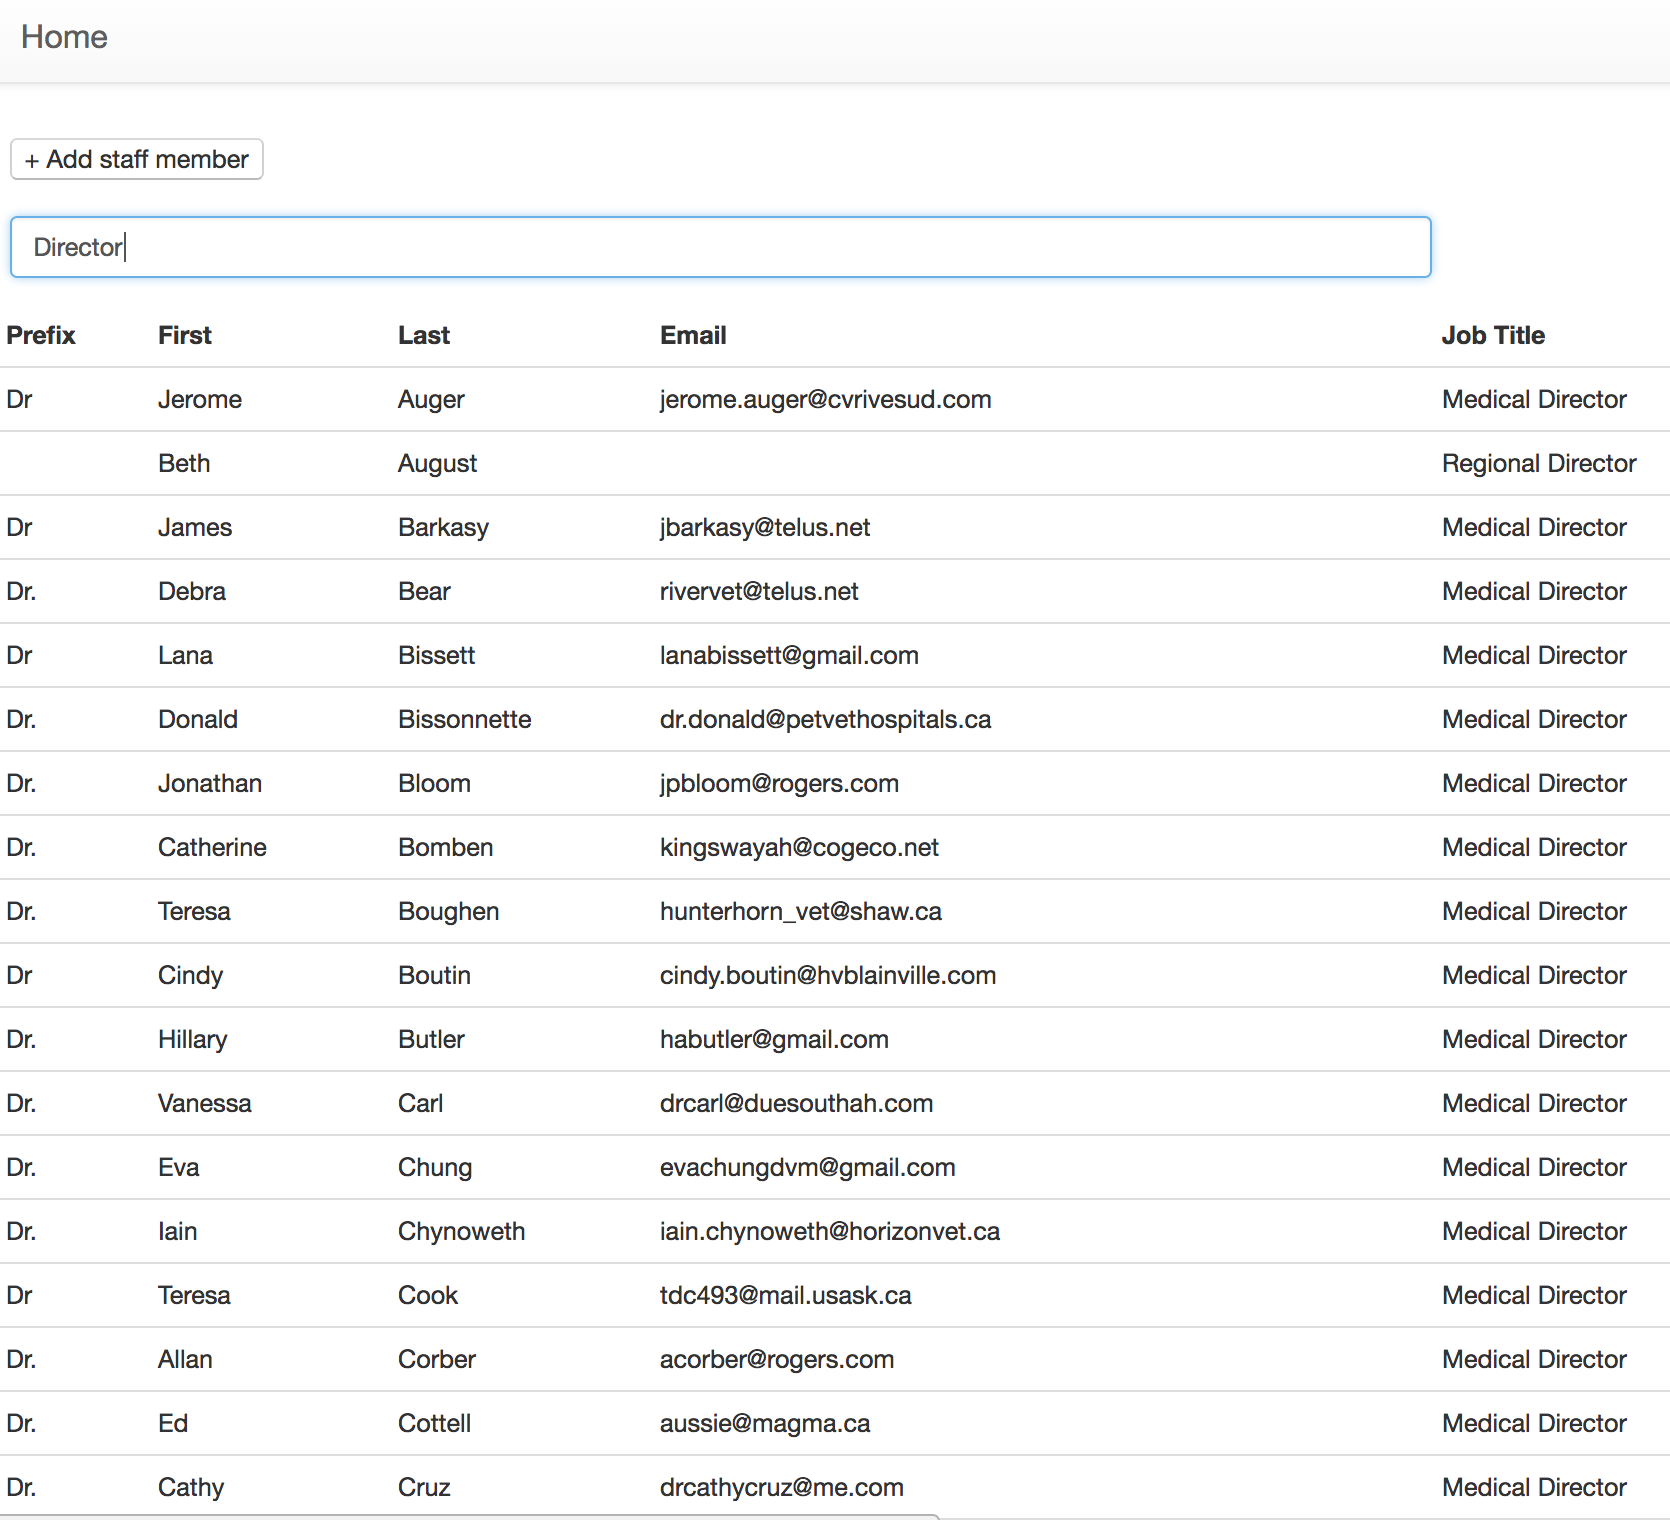 Home
+ Add staff member
Director
Prefix First Last Email Job Title
Dr Jerome Auger jerome.auger@cvrivesud.com Medical Director
Beth August Regional Director
Dr James Barkasy jbarkasy@telus.net Medical Director
Dr. Debra Bear rivervet@telus.net Medical Director
Dr Lana Bissett lanabissett@gmail.com Medical Director
Dr. Donald Bissonnette dr.donald@petvethospitals.ca Medical Director
Dr. Jonathan Bloom jpbloom@rogers.com Medical Director
Dr. Catherine Bomben kingswayah@cogeco.net Medical Director
Dr. Teresa Boughen hunterhorn_vet@shaw.ca Medical Director
Dr Cindy Boutin cindy.boutin@hvblainville.com Medical Director
Dr. Hillary Butler habutler@gmail.com Medical Director
Dr. Vanessa Carl drcarl@duesouthah.com Medical Director
Dr. Eva Chung evachungdvm@gmail.com Medical Director
Dr. Iain Chynoweth iain.chynoweth@horizonvet.ca Medical Director
Dr Teresa Cook tdc493@mail.usask.ca Medical Director
Dr. Allan Corber acorber@rogers.com Medical Director
Dr. Ed Cottell aussie@magma.ca Medical Director
Dr. Cathy Cruz drcathycruz@me.com Medical Director